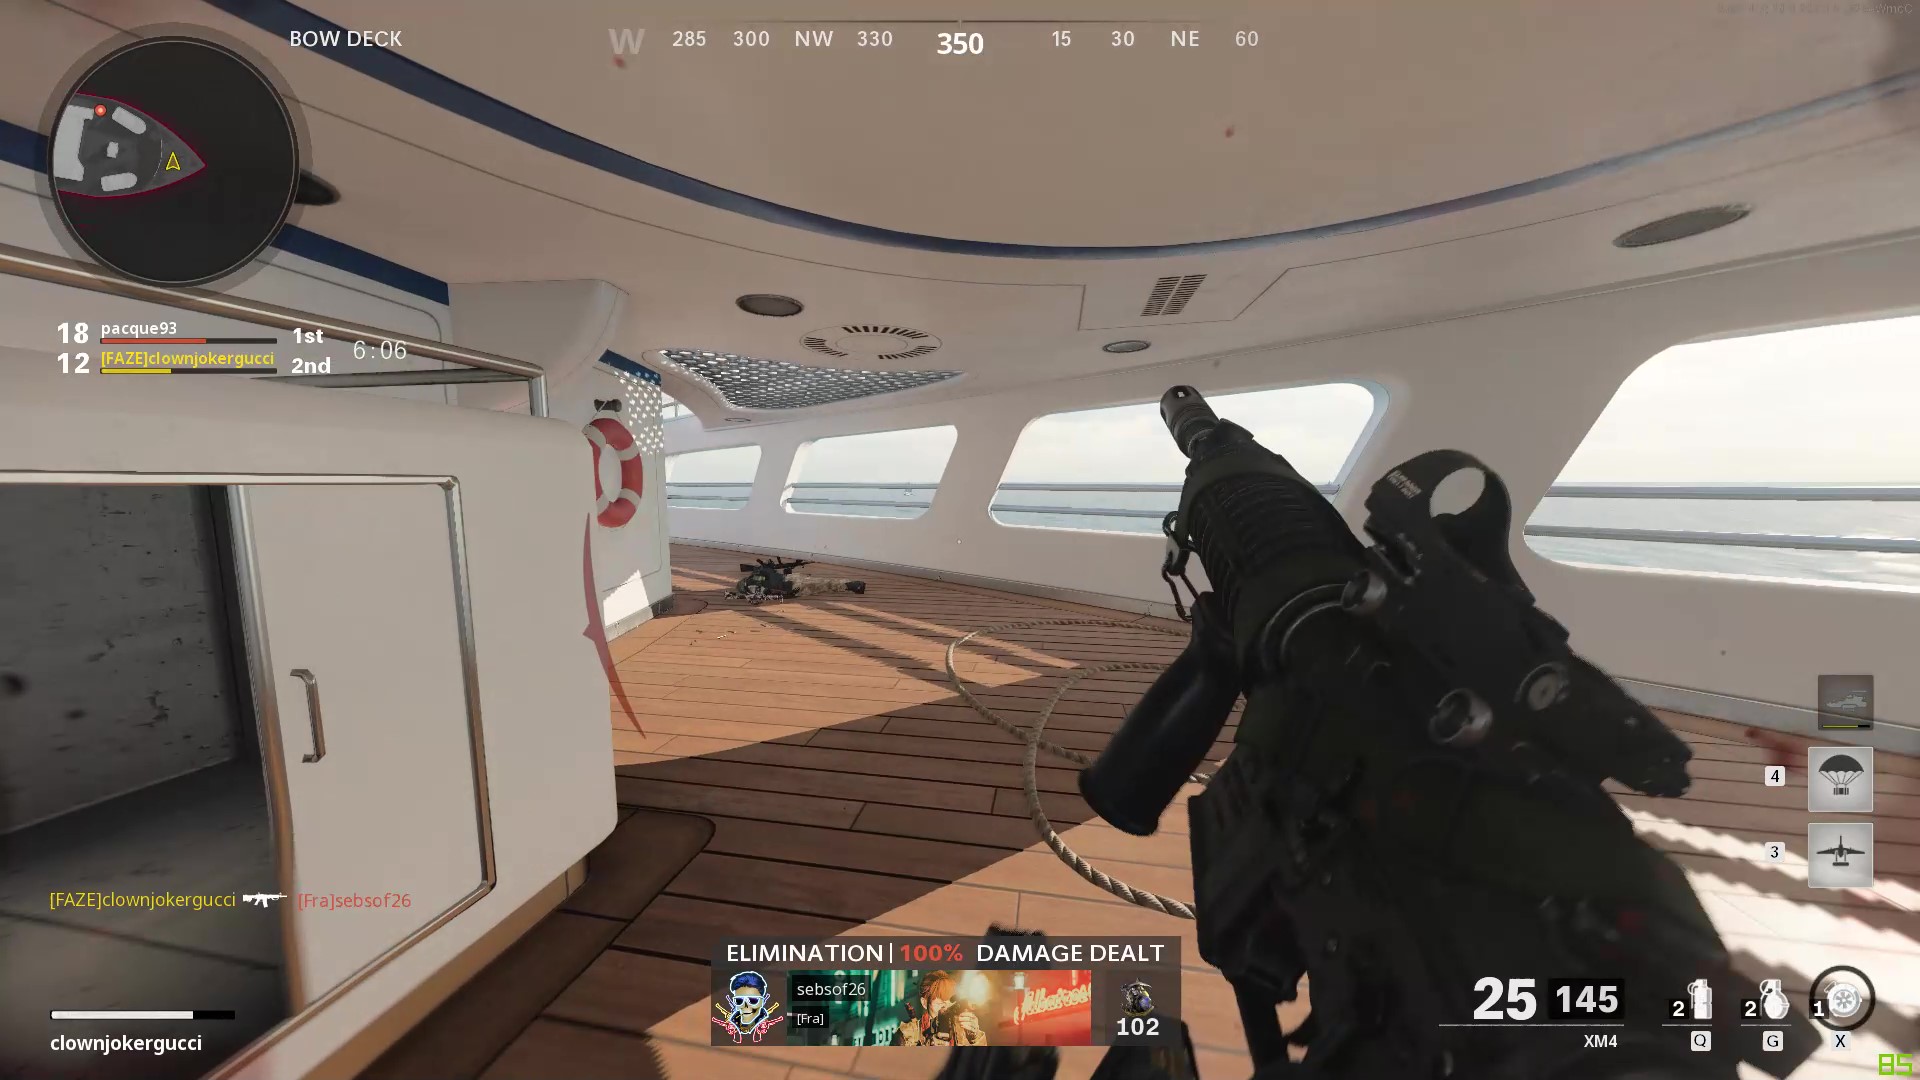 BOW DECK
W 285 300 NW 330 350 15 30 NE 60
18 pacque93 1st
12 [FAZE]clownjokergucci 2nd
6:06
4
3
[FAZE]clownjokergucci [Fra]sebsof26
ELIMINATION | 100% DAMAGE DEALT
sebsof26
[Fra]
102
clownjokergucci
25 145
XM4
2 2 1
Q G X
85